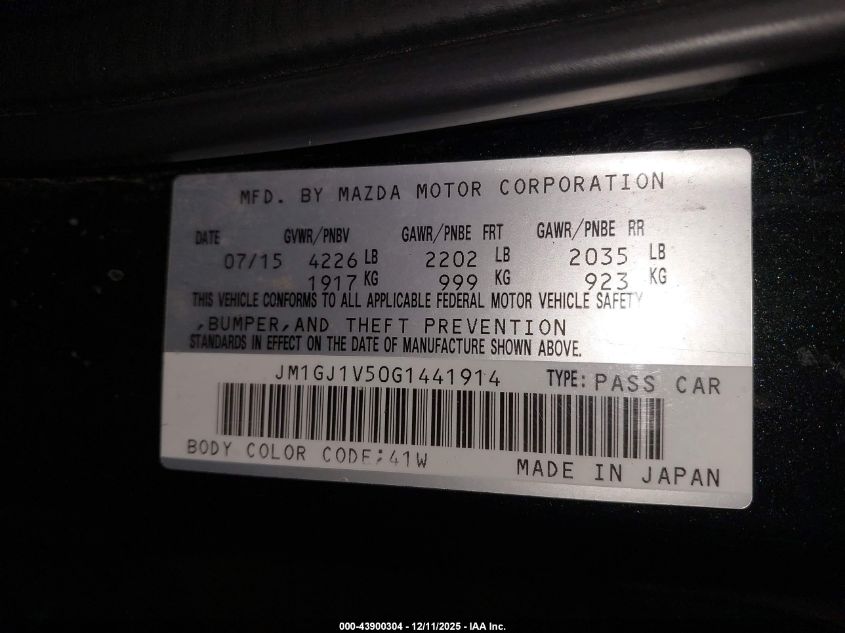 MFD. BY MAZDA MOTOR CORPORATION
DATE GVWR/PNBV GAWR/PNBE FRT GAWR/PNBE RR
07/15 4226 LB 2202 LB 2035 LB
1917 KG 999 KG 923 KG
THIS VEHICLE CONFORMS TO ALL APPLICABLE FEDERAL MOTOR VEHICLE SAFETY
,BUMPER,AND THEFT PREVENTION
STANDARDS IN EFFECT ON THE DATE OF MANUFACTURE SHOWN ABOVE.
JM1GJ1V50G1441914 TYPE: PASS CAR
BODY COLOR CODE:41W
MADE IN JAPAN
000-43900304 - 12/11/2025 - IAA Inc.